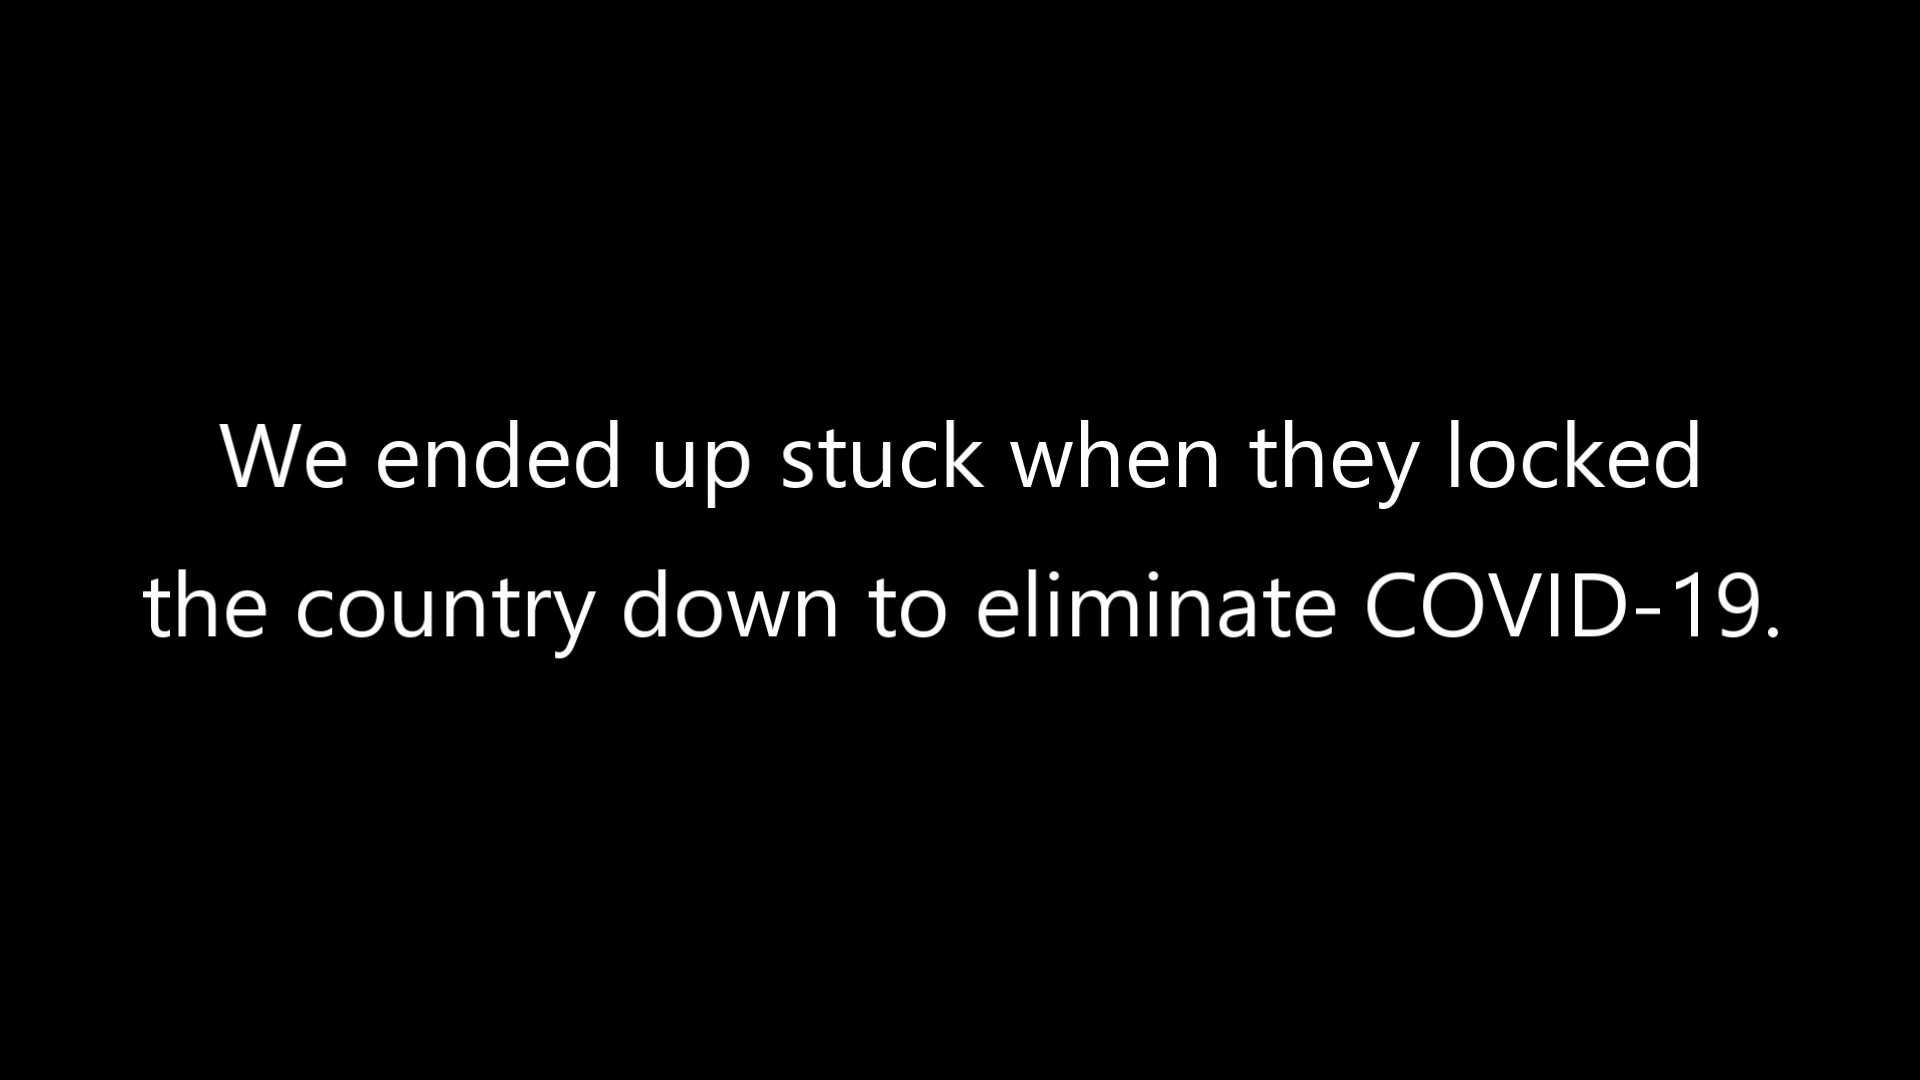 We ended up stuck when they locked
the country down to eliminate COVID-19.